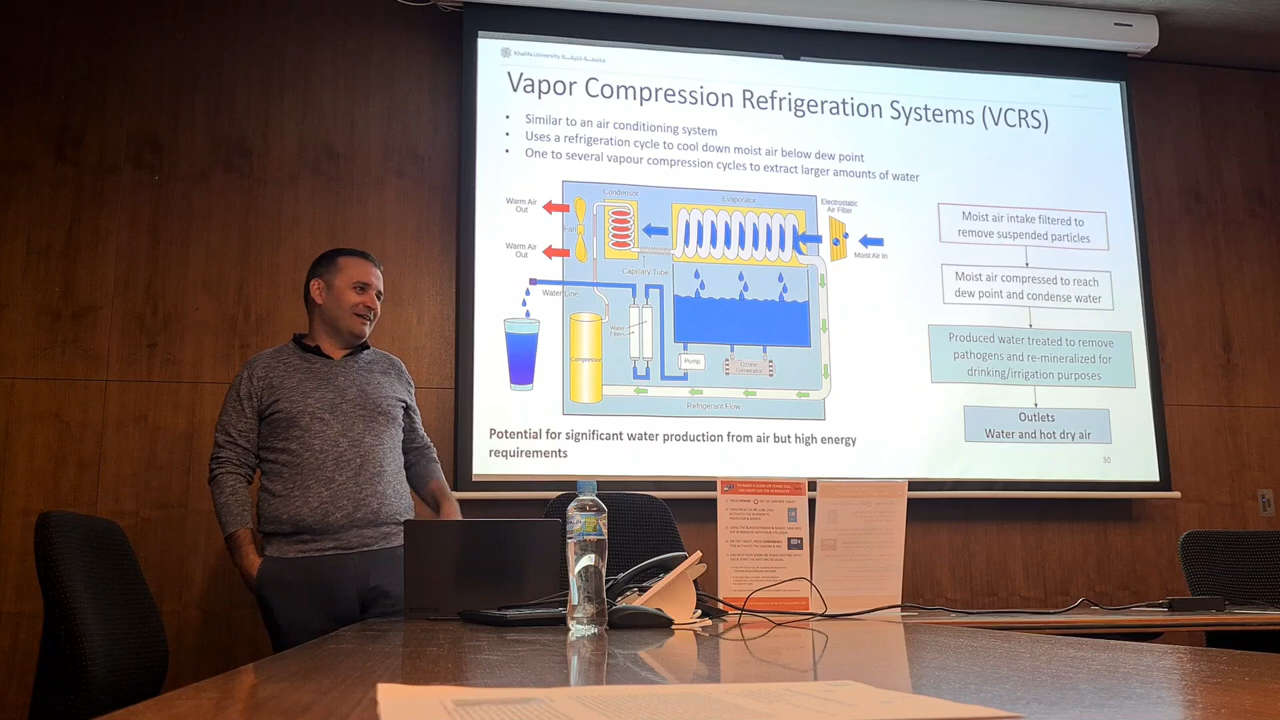 Khalifa University
Vapor Compression Refrigeration Systems (VCRS)
• Similar to an air conditioning system
• Uses a refrigeration cycle to cool down moist air below dew point
• One to several vapour compression cycles to extract larger amounts of water
Warm Air
Out
Warm Air
Out
Fan
Condensor
Evaporator
Electrostatic
Air Filter
Moist Air In
Capillary Tube
Water Line
Water
Filters
Compressor
Pump
Ozone
Generator
Refrigerant Flow
Potential for significant water production from air but high energy
requirements
Moist air intake filtered to
remove suspended particles
Moist air compressed to reach
dew point and condense water
Produced water treated to remove
pathogens and re-mineralized for
drinking/irrigation purposes
Outlets
Water and hot dry air
30